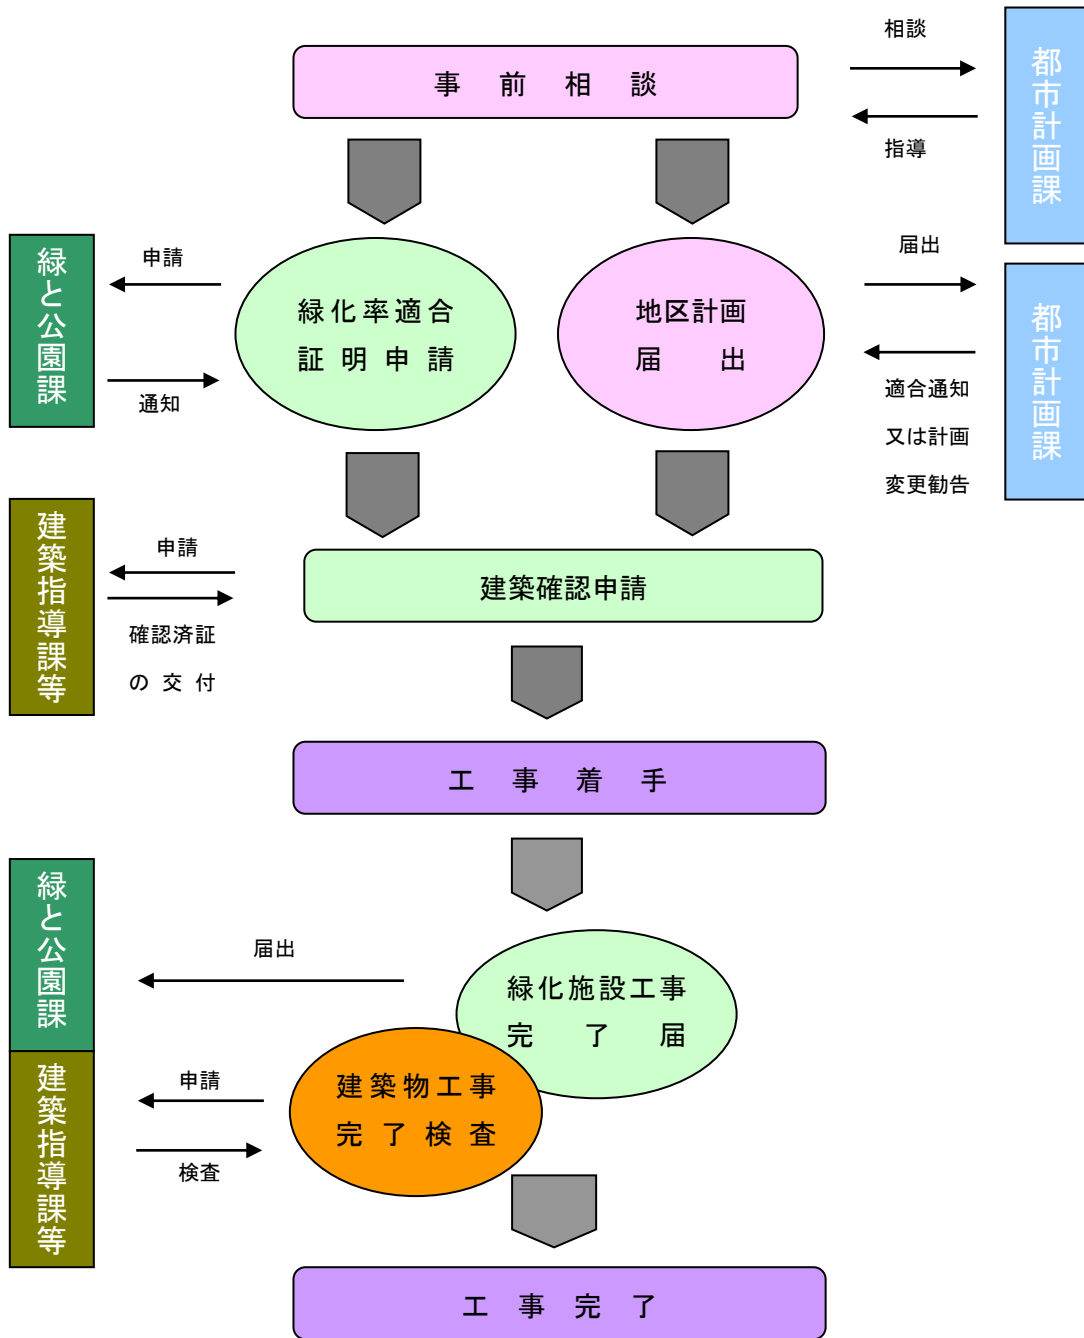 相談
事前相談
都市計画課
指導
緑と公園課
申請
緑化率適合
証明申請
通知
地区計画
届出
届出
都市計画課
適合通知
又は計画
変更勧告
建築指導課等
申請
確認済証
の交付
建築確認申請
工事着手
緑と公園課
届出
緑化施設工事
完了届
建築指導課等
申請
検査
建築物工事
完了検査
工事完了